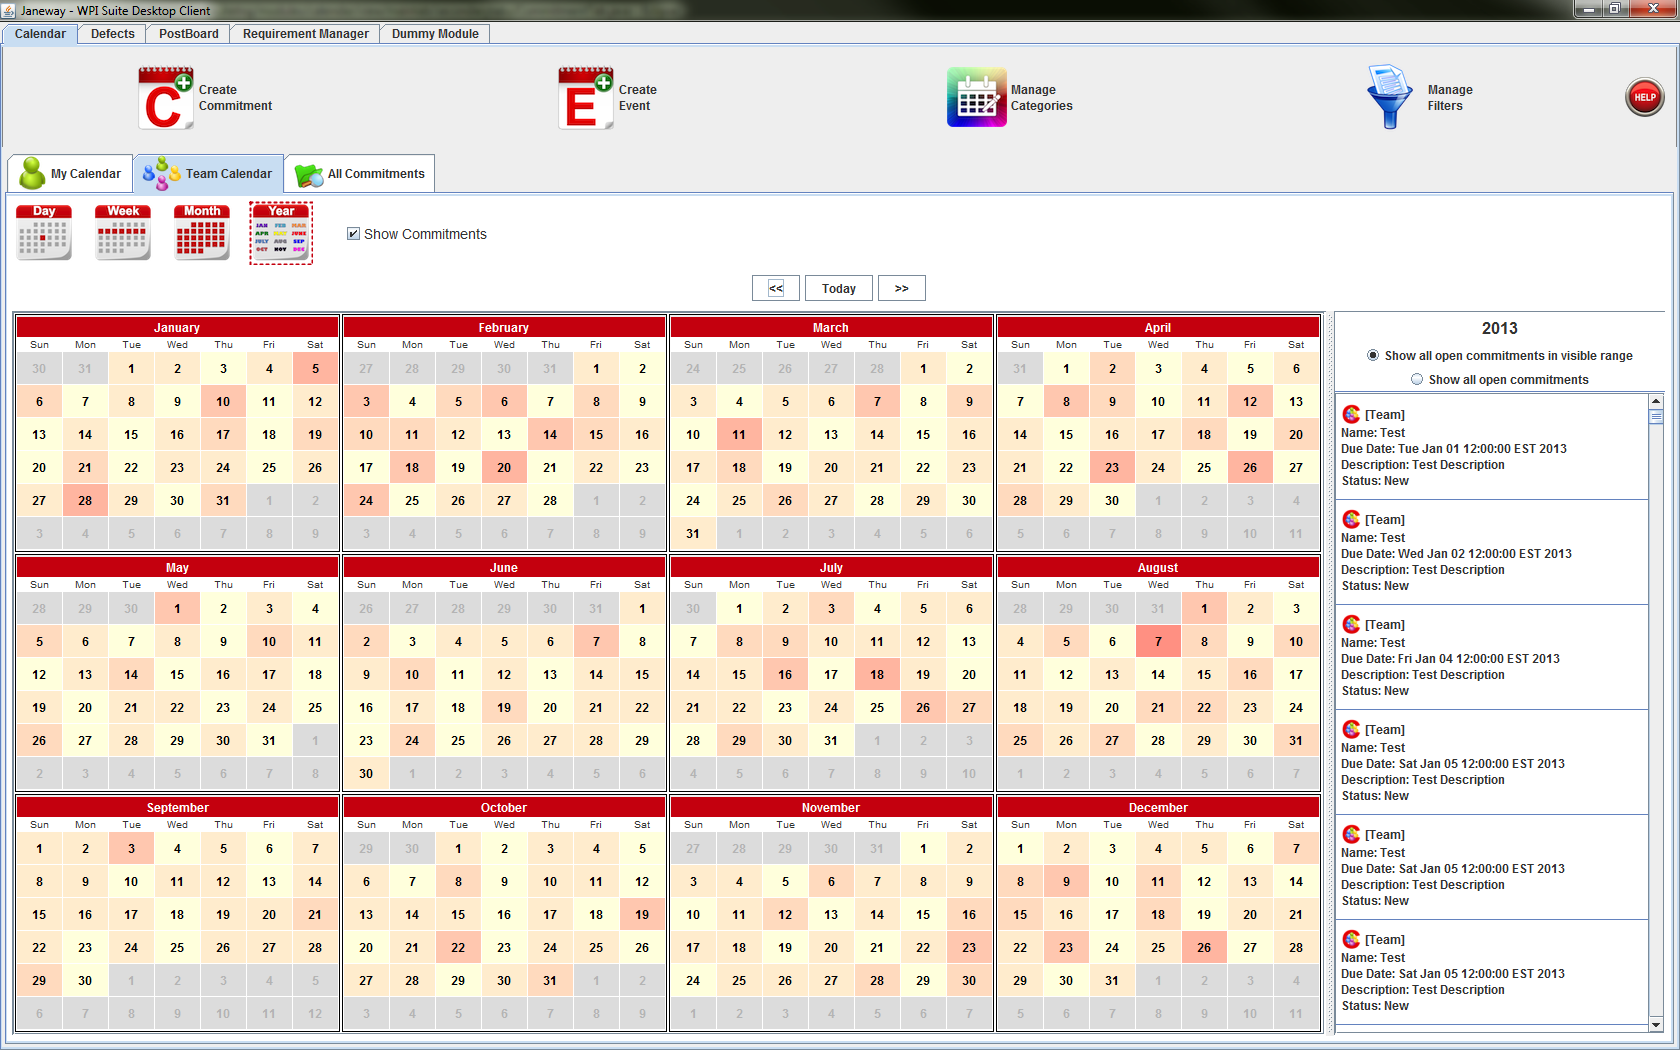 Janeway - WPI Suite Desktop Client
Calendar Defects PostBoard Requirement Manager Dummy Module
C Create Commitment
E Create Event
Manage Categories
Manage Filters
HELP
My Calendar Team Calendar All Commitments
Day Week Month Year
JAN FEB MAR
APR MAY JUNE
JULY AUG SEP
OCT NOV DEC
Show Commitments
<< Today >>
January
Sun Mon Tue Wed Thu Fri Sat
30 31 1 2 3 4 5
6 7 8 9 10 11 12
13 14 15 16 17 18 19
20 21 22 23 24 25 26
27 28 29 30 31 1 2
3 4 5 6 7 8 9
February
Sun Mon Tue Wed Thu Fri Sat
27 28 29 30 31 1 2
3 4 5 6 7 8 9
10 11 12 13 14 15 16
17 18 19 20 21 22 23
24 25 26 27 28 1 2
3 4 5 6 7 8 9
March
Sun Mon Tue Wed Thu Fri Sat
24 25 26 27 28 1 2
3 4 5 6 7 8 9
10 11 12 13 14 15 16
17 18 19 20 21 22 23
24 25 26 27 28 29 30
31 1 2 3 4 5 6
April
Sun Mon Tue Wed Thu Fri Sat
31 1 2 3 4 5 6
7 8 9 10 11 12 13
14 15 16 17 18 19 20
21 22 23 24 25 26 27
28 29 30 1 2 3 4
5 6 7 8 9 10 11
May
Sun Mon Tue Wed Thu Fri Sat
28 29 30 1 2 3 4
5 6 7 8 9 10 11
12 13 14 15 16 17 18
19 20 21 22 23 24 25
26 27 28 29 30 31 1
2 3 4 5 6 7 8
June
Sun Mon Tue Wed Thu Fri Sat
26 27 28 29 30 31 1
2 3 4 5 6 7 8
9 10 11 12 13 14 15
16 17 18 19 20 21 22
23 24 25 26 27 28 29
30 1 2 3 4 5 6
July
Sun Mon Tue Wed Thu Fri Sat
30 1 2 3 4 5 6
7 8 9 10 11 12 13
14 15 16 17 18 19 20
21 22 23 24 25 26 27
28 29 30 31 1 2 3
4 5 6 7 8 9 10
August
Sun Mon Tue Wed Thu Fri Sat
28 29 30 31 1 2 3
4 5 6 7 8 9 10
11 12 13 14 15 16 17
18 19 20 21 22 23 24
25 26 27 28 29 30 31
1 2 3 4 5 6 7
September
Sun Mon Tue Wed Thu Fri Sat
1 2 3 4 5 6 7
8 9 10 11 12 13 14
15 16 17 18 19 20 21
22 23 24 25 26 27 28
29 30 1 2 3 4 5
6 7 8 9 10 11 12
October
Sun Mon Tue Wed Thu Fri Sat
29 30 1 2 3 4 5
6 7 8 9 10 11 12
13 14 15 16 17 18 19
20 21 22 23 24 25 26
27 28 29 30 31 1 2
3 4 5 6 7 8 9
November
Sun Mon Tue Wed Thu Fri Sat
27 28 29 30 31 1 2
3 4 5 6 7 8 9
10 11 12 13 14 15 16
17 18 19 20 21 22 23
24 25 26 27 28 29 30
1 2 3 4 5 6 7
December
Sun Mon Tue Wed Thu Fri Sat
1 2 3 4 5 6 7
8 9 10 11 12 13 14
15 16 17 18 19 20 21
22 23 24 25 26 27 28
29 30 31 1 2 3 4
5 6 7 8 9 10 11
2013
Show all open commitments in visible range
Show all open commitments
[Team]
Name: Test
Due Date: Tue Jan 01 12:00:00 EST 2013
Description: Test Description
Status: New
[Team]
Name: Test
Due Date: Wed Jan 02 12:00:00 EST 2013
Description: Test Description
Status: New
[Team]
Name: Test
Due Date: Fri Jan 04 12:00:00 EST 2013
Description: Test Description
Status: New
[Team]
Name: Test
Due Date: Sat Jan 05 12:00:00 EST 2013
Description: Test Description
Status: New
[Team]
Name: Test
Due Date: Sat Jan 05 12:00:00 EST 2013
Description: Test Description
Status: New
[Team]
Name: Test
Due Date: Sat Jan 05 12:00:00 EST 2013
Description: Test Description
Status: New